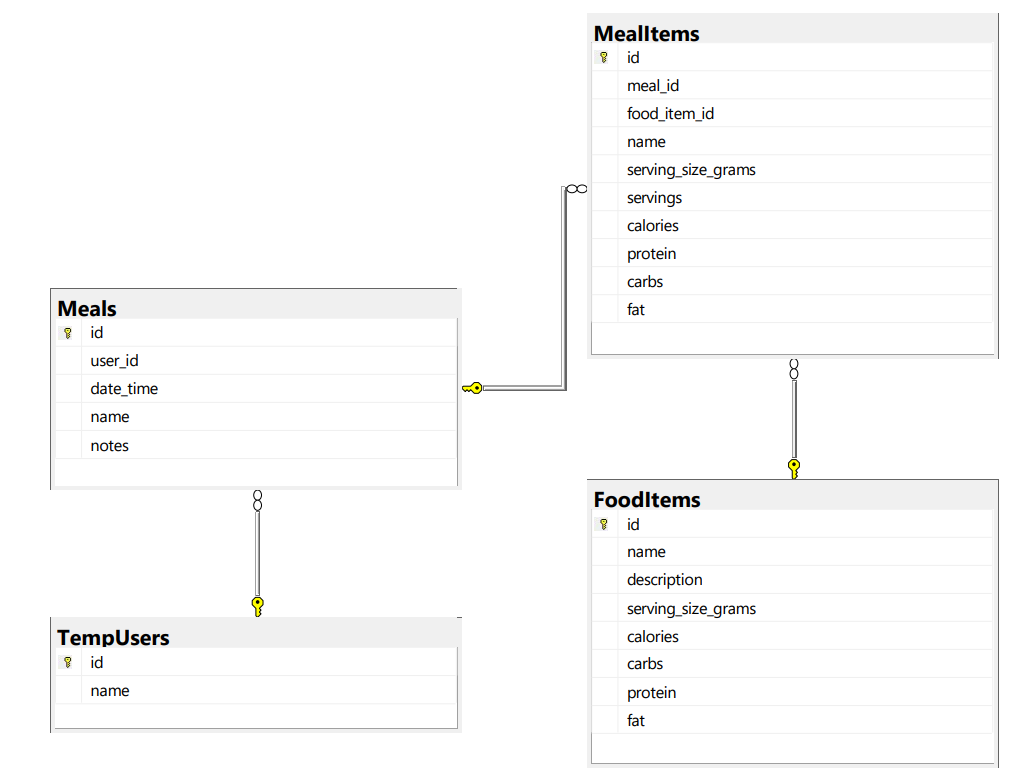 MealItems
id
meal_id
food_item_id
name
serving_size_grams
servings
calories
protein
carbs
fat
Meals
id
user_id
date_time
name
notes
TempUsers
id
name
FoodItems
id
name
description
serving_size_grams
calories
carbs
protein
fat